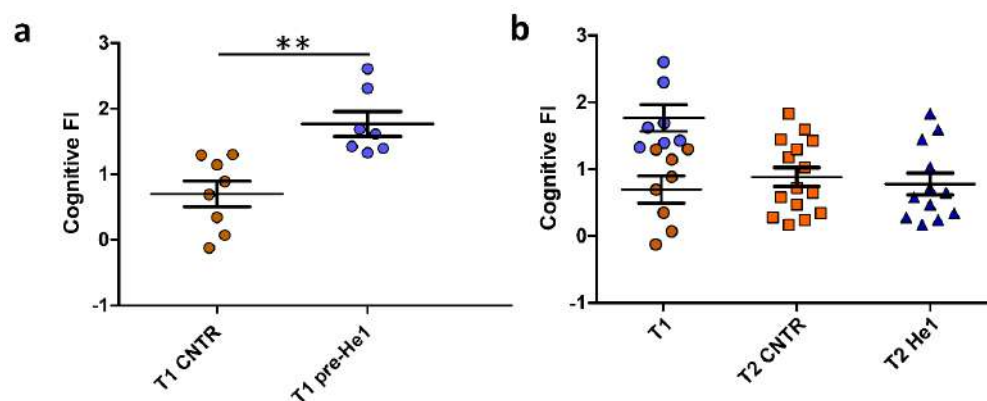 a
**
3
2
1
0
-1
Cognitive FI
T1 CNTR
T1 pre-He1
b
3
2
1
0
-1
Cognitive FI
T1
T2 CNTR
T2 He1